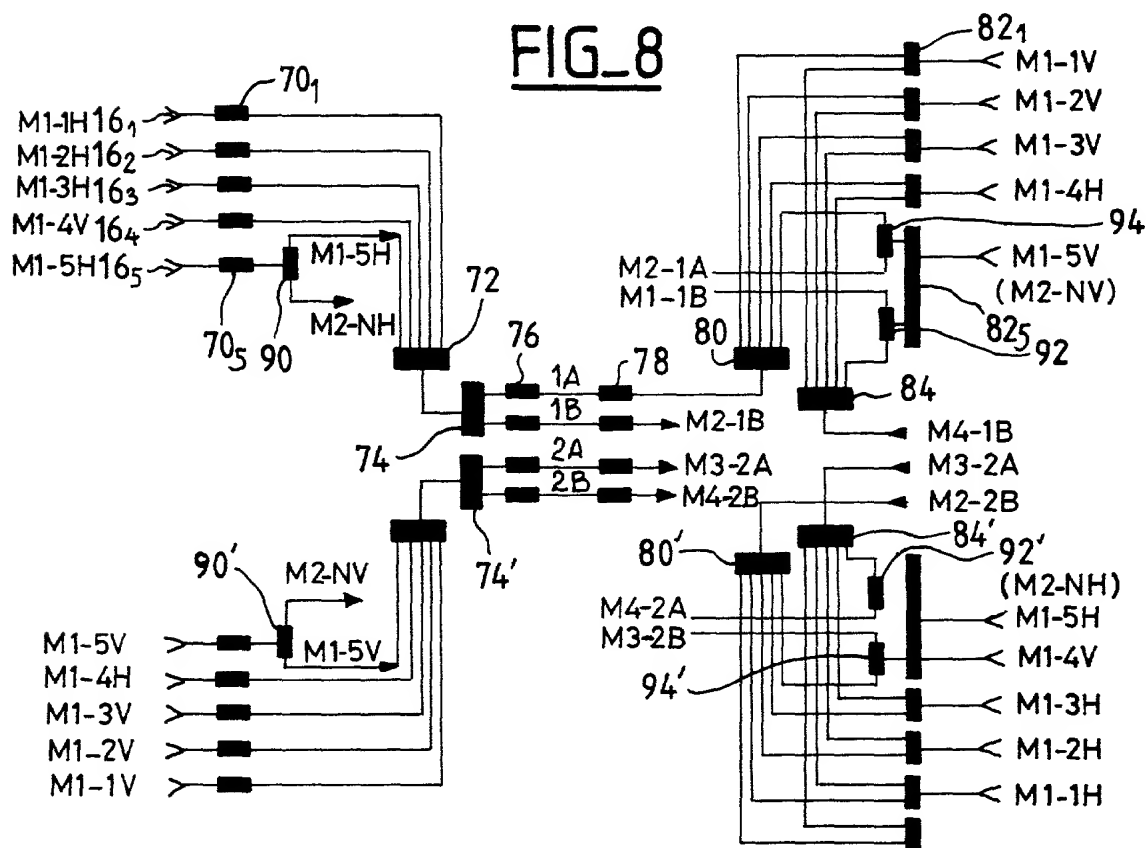 FIG_8
70₁
M1-1H16₁
M1-2H16₂
M1-3H16₃
M1-4V16₄
M1-5H16₅
M1-5H
M2-NH
70₅
90
72
74
76
1A
78
1B
M2-1B
2A
M3-2A
2B
M4-2B
74'
90'
M2-NV
M1-5V
M1-5V
M1-4H
M1-3V
M1-2V
M1-1V
82₁
M1-1V
M1-2V
M1-3V
M1-4H
94
M2-1A
M1-1B
M1-5V
(M2-NV)
82₅
92
80
84
M4-1B
M3-2A
M2-2B
84'
80'
92'
(M2-NH)
M4-2A
M3-2B
M1-5H
M1-4V
94'
M1-3H
M1-2H
M1-1H